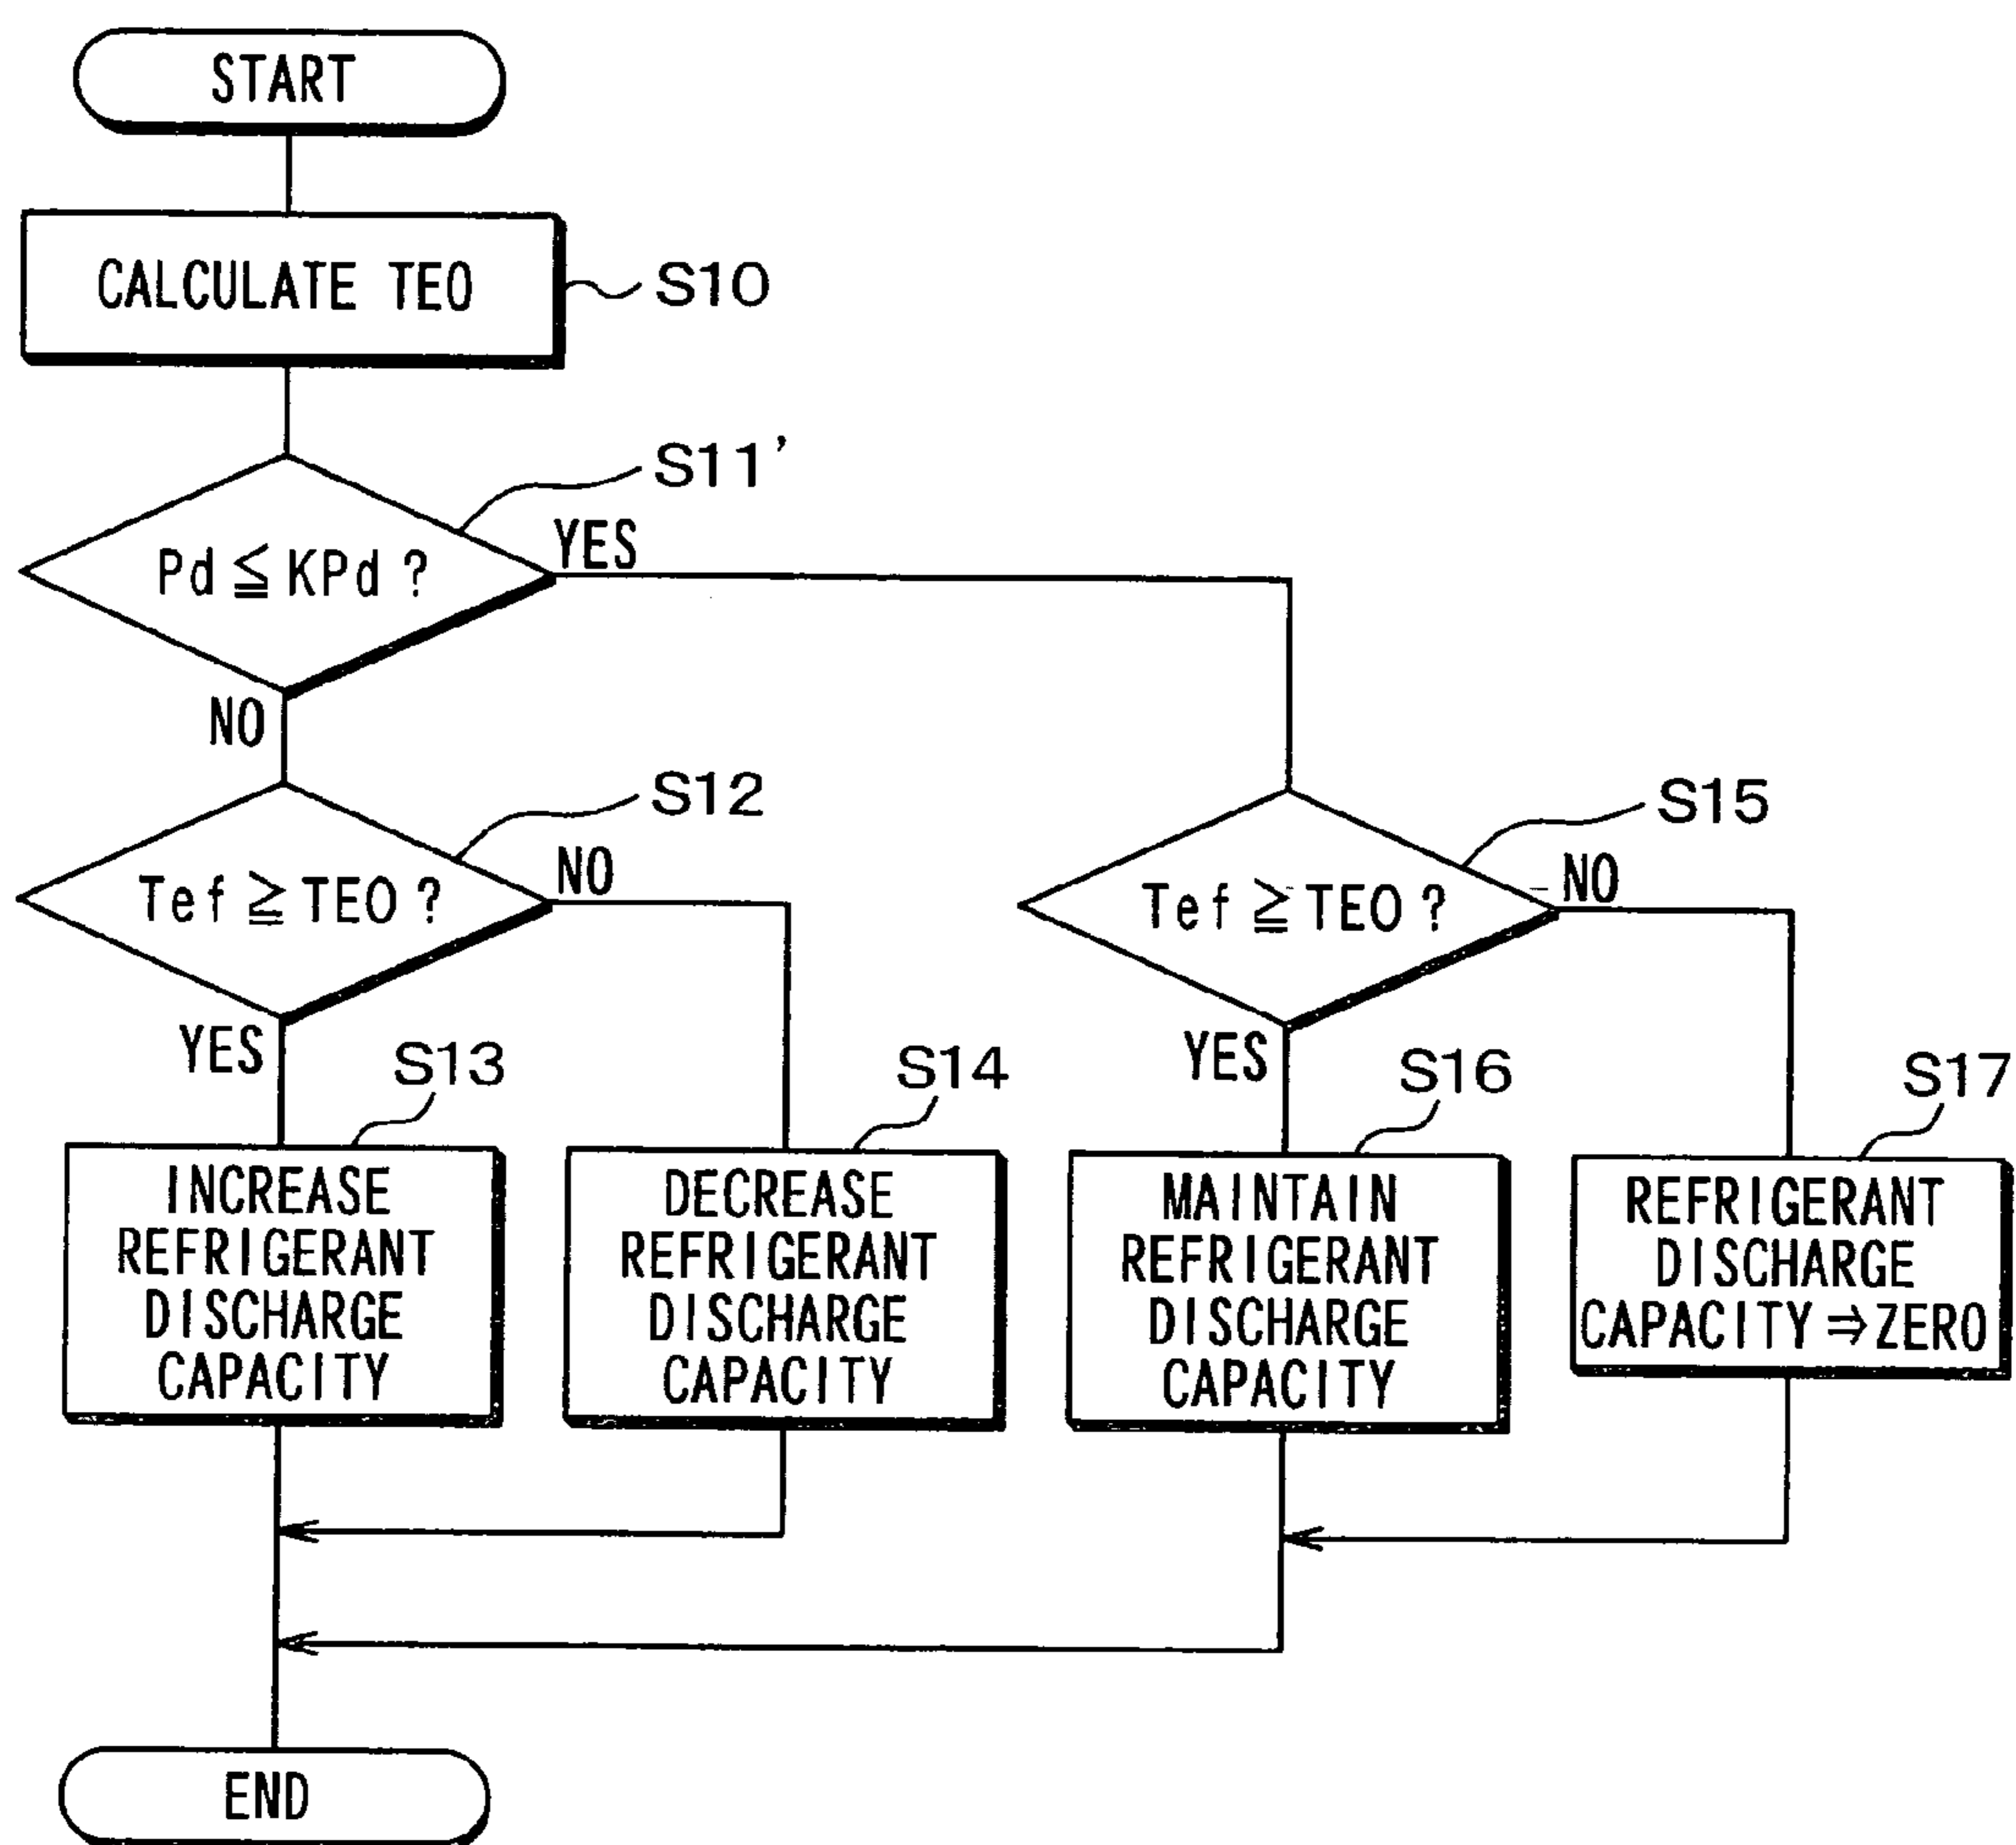 START
CALCULATE TEO
S10
S11'
Pd ≦ KPd ?
YES
NO
S12
Tef ≧ TEO ?
NO
YES
S15
Tef ≧ TEO ?
NO
YES
S13
INCREASE
REFRIGERANT
DISCHARGE
CAPACITY
S14
DECREASE
REFRIGERANT
DISCHARGE
CAPACITY
S16
MAINTAIN
REFRIGERANT
DISCHARGE
CAPACITY
S17
REFRIGERANT
DISCHARGE
CAPACITY ⇒ ZERO
END